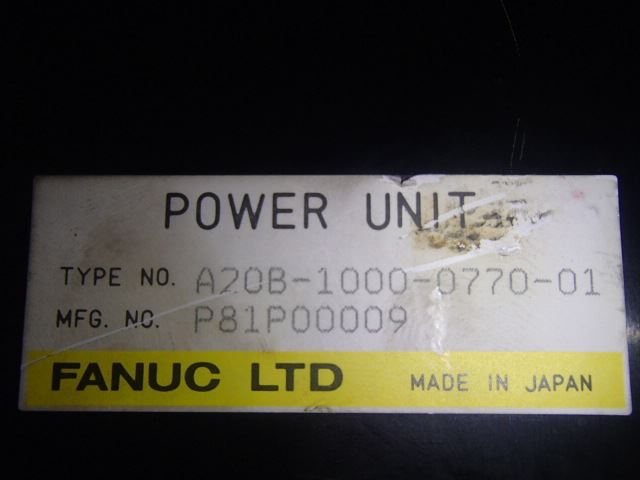 POWER UNIT
TYPE NO. A20B-1000-0770-01
MFG. NO. P81P00009
FANUC LTD MADE IN JAPAN